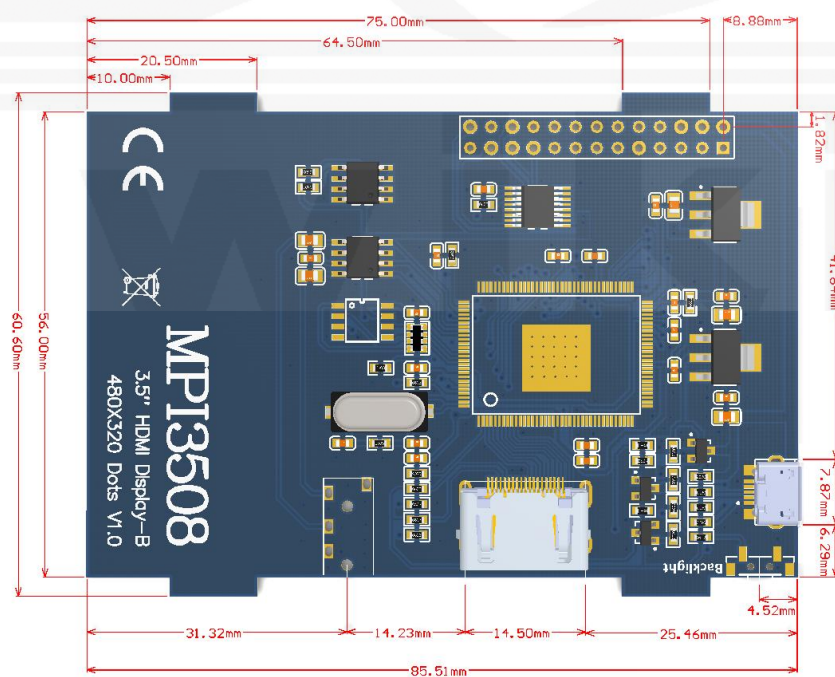 75.00mm
8.88mm
64.50mm
20.50mm
10.00mm
1.82mm
CE
60.60mm
56.00mm
MPI3508
3.5" HDMI Display-B
480X320 Dots V1.0
7.87mm
6.29mm
Backlight
4.52mm
31.32mm
14.23mm
14.50mm
25.46mm
85.51mm